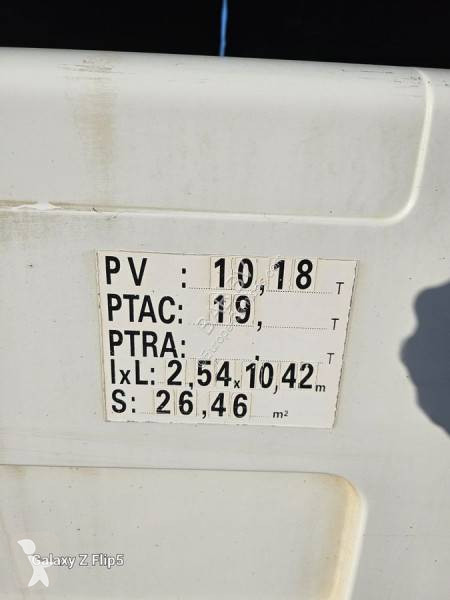 PV : 10,18 T
PTAC: 19, T
PTRA: , T
lxL: 2,54x10,42m
S: 26,46 m²
Galaxy Z Flip5